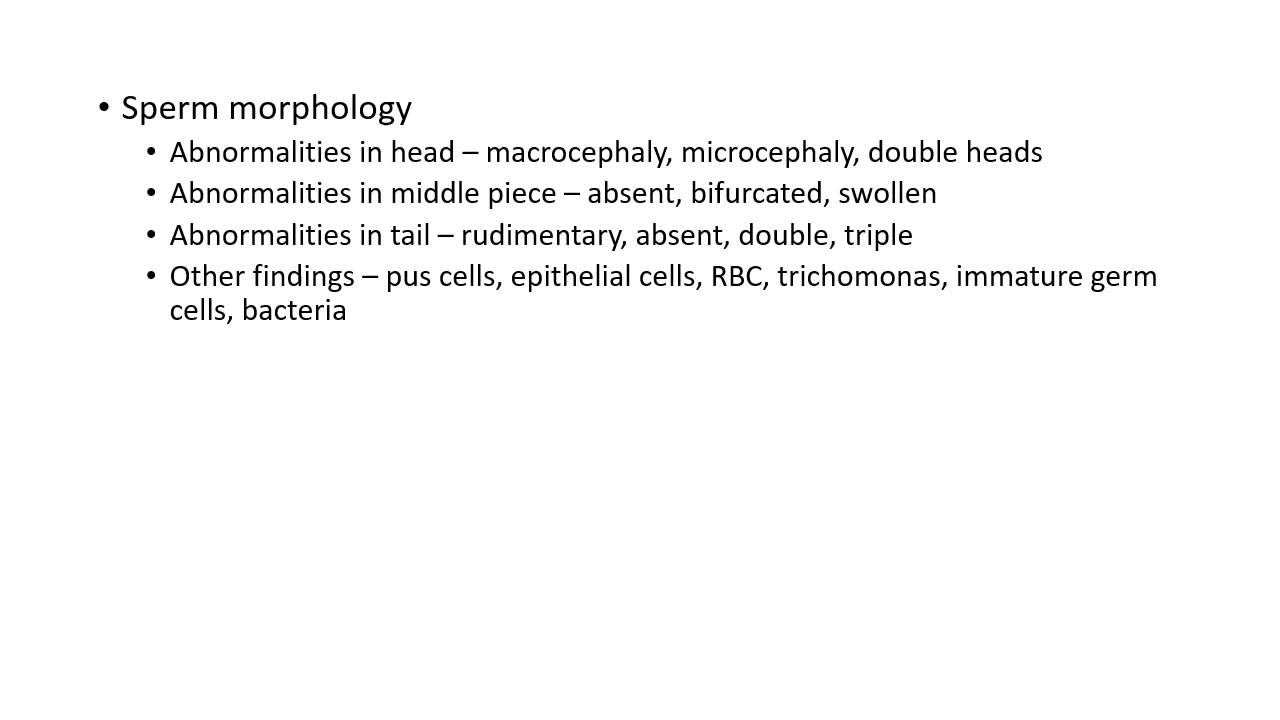 • Sperm morphology
• Abnormalities in head – macrocephaly, microcephaly, double heads
• Abnormalities in middle piece – absent, bifurcated, swollen
• Abnormalities in tail – rudimentary, absent, double, triple
• Other findings – pus cells, epithelial cells, RBC, trichomonas, immature germ
cells, bacteria